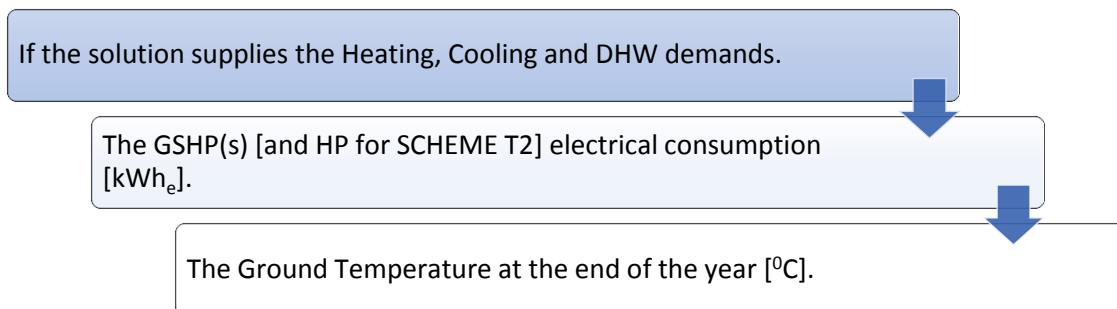 If the solution supplies the Heating, Cooling and DHW demands.
The GSHP(s) [and HP for SCHEME T2] electrical consumption
[kWhₑ].
The Ground Temperature at the end of the year [⁰C].